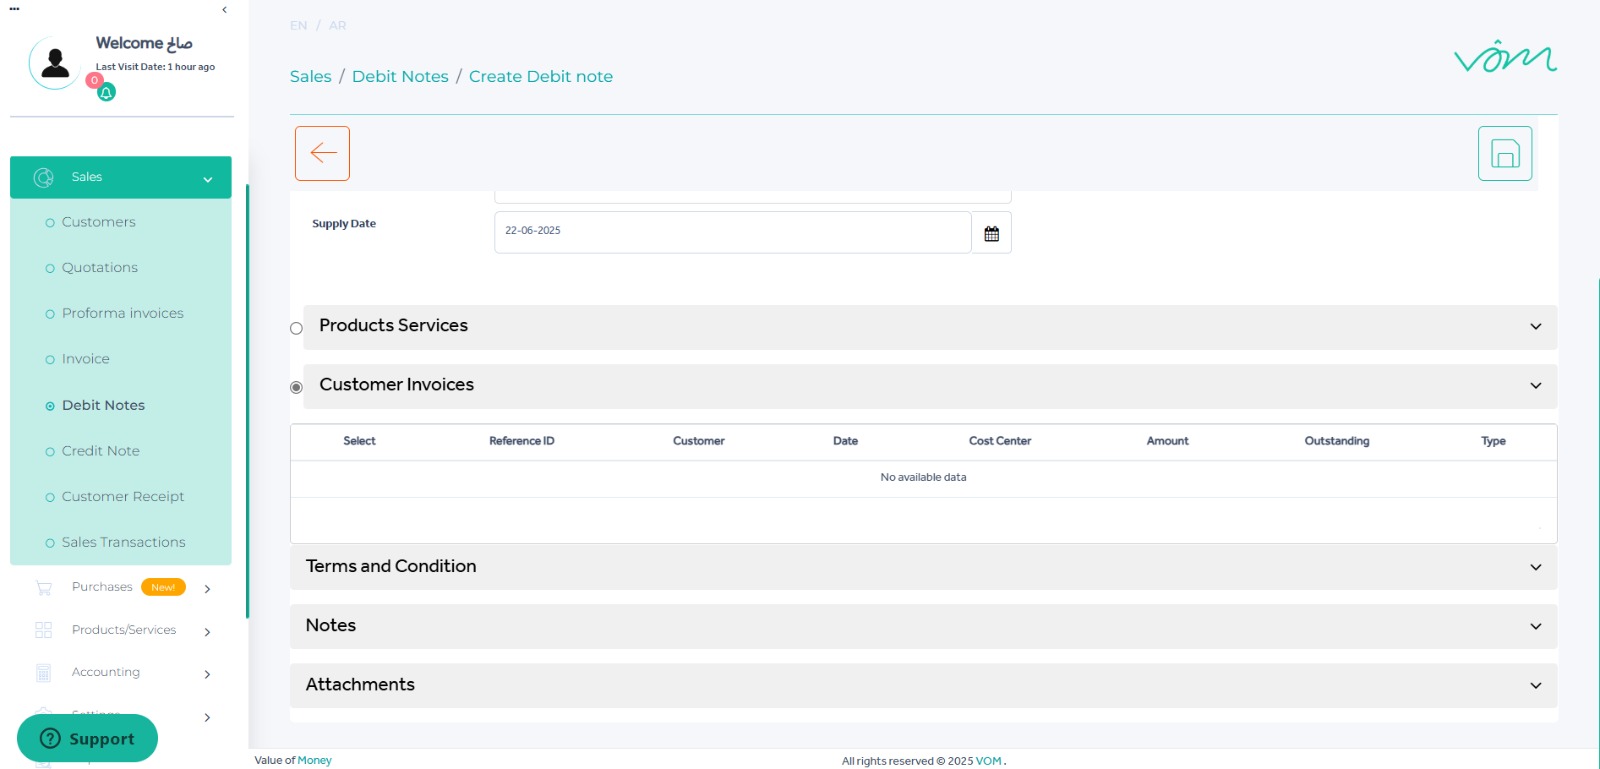 EN / AR
Welcome صالح
Last Visit Date: 1 hour ago
0
Sales / Debit Notes / Create Debit note
vôm
Sales
Customers
Quotations
Proforma invoices
Invoice
Debit Notes
Credit Note
Customer Receipt
Sales Transactions
Purchases New!
Products/Services
Accounting
Settings
Support
Supply Date
22-06-2025
Products Services
Customer Invoices
Select Reference ID Customer Date Cost Center Amount Outstanding Type
No available data
Terms and Condition
Notes
Attachments
Value of Money
All rights reserved © 2025 VOM .